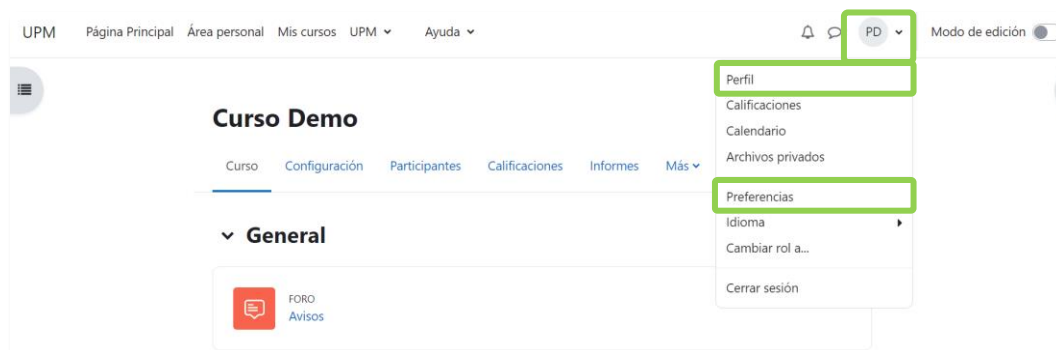 UPM Página Principal Área personal Mis cursos UPM Ayuda PD Modo de edición
Perfil
Calificaciones
Calendario
Archivos privados
Preferencias
Idioma
Cambiar rol a...
Cerrar sesión
Curso Demo
Curso Configuración Participantes Calificaciones Informes Más
General
FORO
Avisos